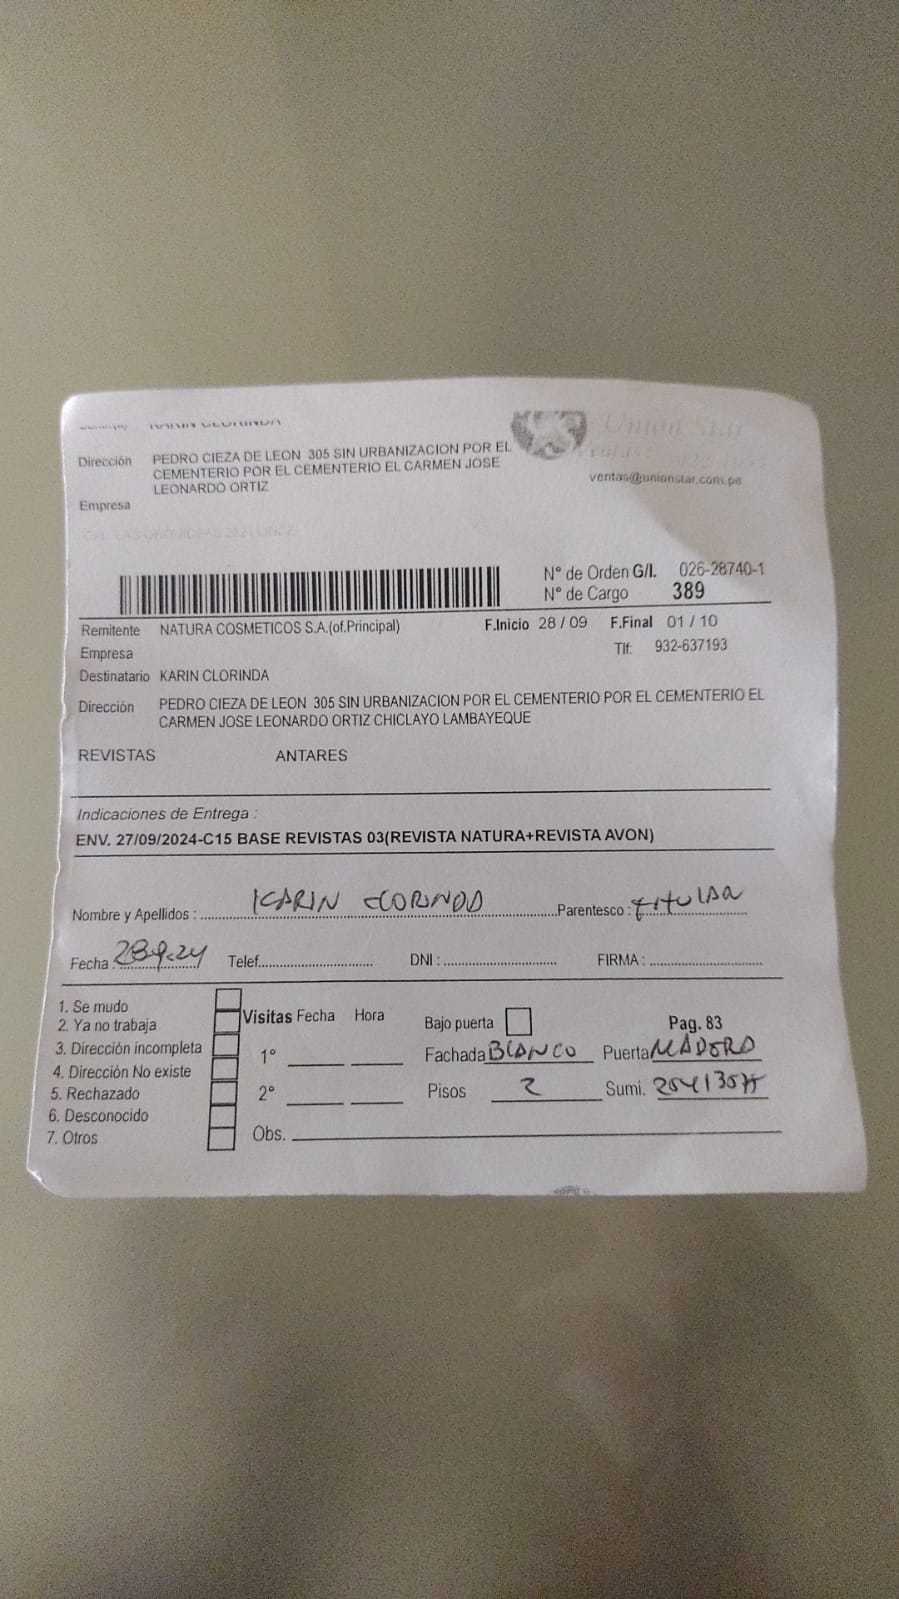 KARIN CLORINDA
Union Star
Dirección PEDRO CIEZA DE LEON 305 SIN URBANIZACION POR EL
CEMENTERIO POR EL CEMENTERIO EL CARMEN JOSE
LEONARDO ORTIZ
ventas@unionstar.com.pe
Empresa
N° de Orden G/I. 026-28740-1
N° de Cargo 389
Remitente NATURA COSMETICOS S.A.(of.Principal) F.Inicio 28 / 09 F.Final 01 / 10
Empresa Tlf: 932-637193
Destinatario KARIN CLORINDA
Dirección PEDRO CIEZA DE LEON 305 SIN URBANIZACION POR EL CEMENTERIO POR EL CEMENTERIO EL
CARMEN JOSE LEONARDO ORTIZ CHICLAYO LAMBAYEQUE
REVISTAS ANTARES
Indicaciones de Entrega :
ENV. 27/09/2024-C15 BASE REVISTAS 03(REVISTA NATURA+REVISTA AVON)
Nombre y Apellidos : KARIN CLORINDA Parentesco : TITULAR
Fecha : 28-9-24 Telef. DNI : FIRMA :
1. Se mudo
2. Ya no trabaja
3. Dirección incompleta
4. Dirección No existe
5. Rechazado
6. Desconocido
7. Otros
Visitas Fecha Hora
1°
2°
Obs.
Bajo puerta Pag. 83
Fachada BLANCO Puerta MADERA
Pisos 2 Sumi.